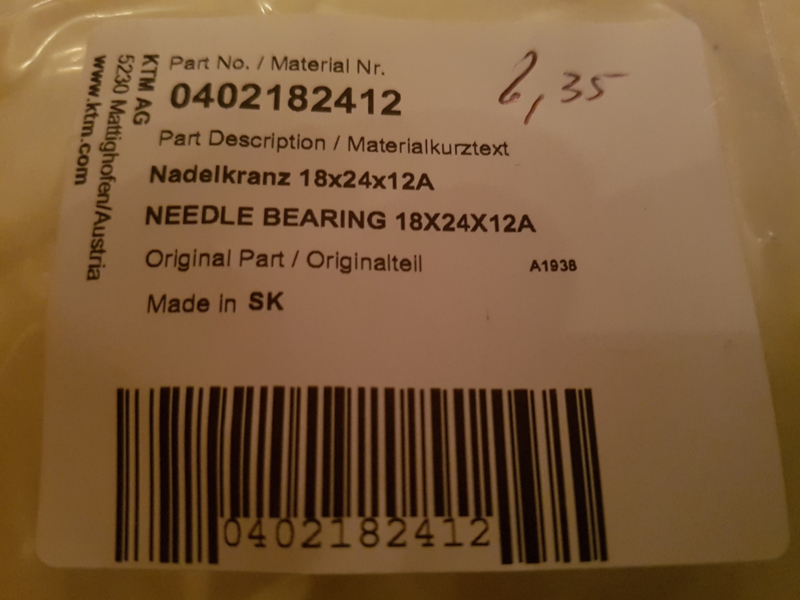 Part No. / Material Nr.
0402182412
6,35
Part Description / Materialkurztext
Nadelkranz 18x24x12A
NEEDLE BEARING 18X24X12A
Original Part / Originalteil
A1938
Made in SK
KTM AG
5230 Mattighofen/Austria
www.ktm.com
0402182412